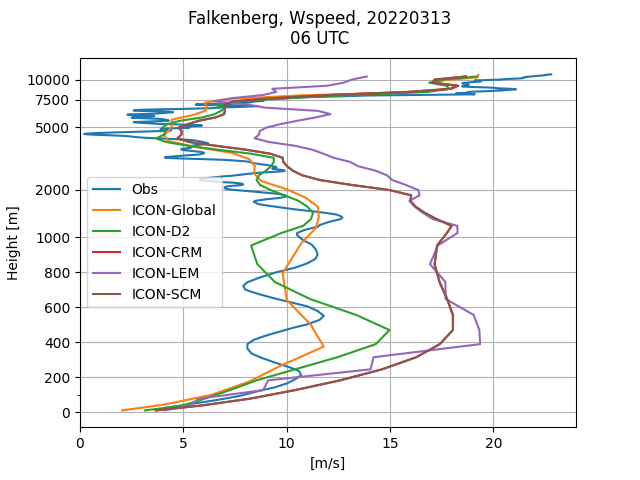 Falkenberg, Wspeed, 20220313
06 UTC
Height [m]
10000
7500
5000
2000
1000
800
600
400
200
0
Obs
ICON-Global
ICON-D2
ICON-CRM
ICON-LEM
ICON-SCM
0 5 10 15 20
[m/s]